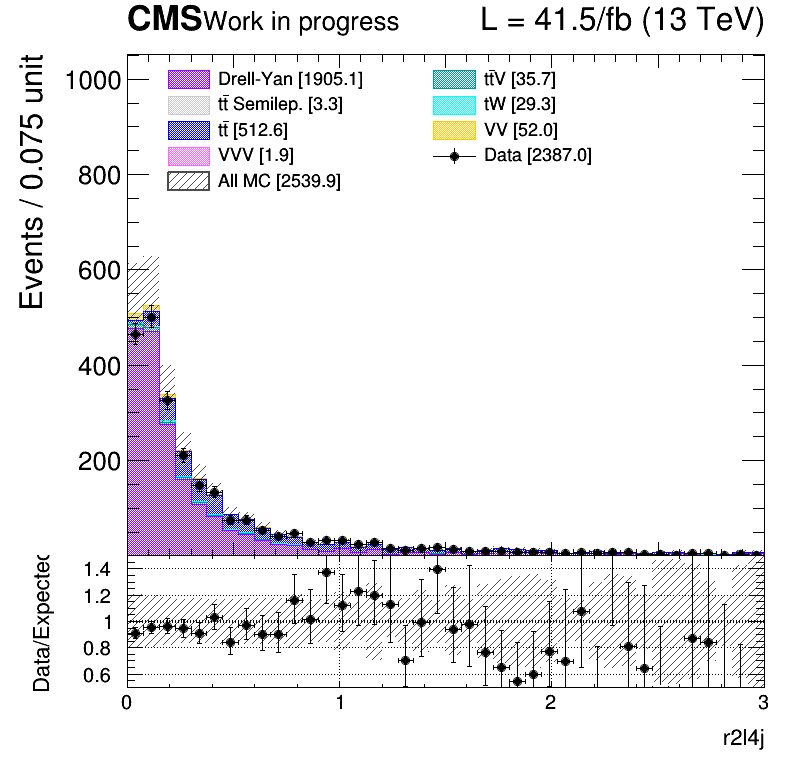 CMS Work in progress L = 41.5/fb (13 TeV)
Events / 0.075 unit
1000
800
600
400
200
Drell-Yan [1905.1]
tt̄ Semilep. [3.3]
tt̄ [512.6]
VVV [1.9]
All MC [2539.9]
tt̄V [35.7]
tW [29.3]
VV [52.0]
Data [2387.0]
Data/Expected
1.4
1.2
1
0.8
0.6
0 1 2 3
r2l4j